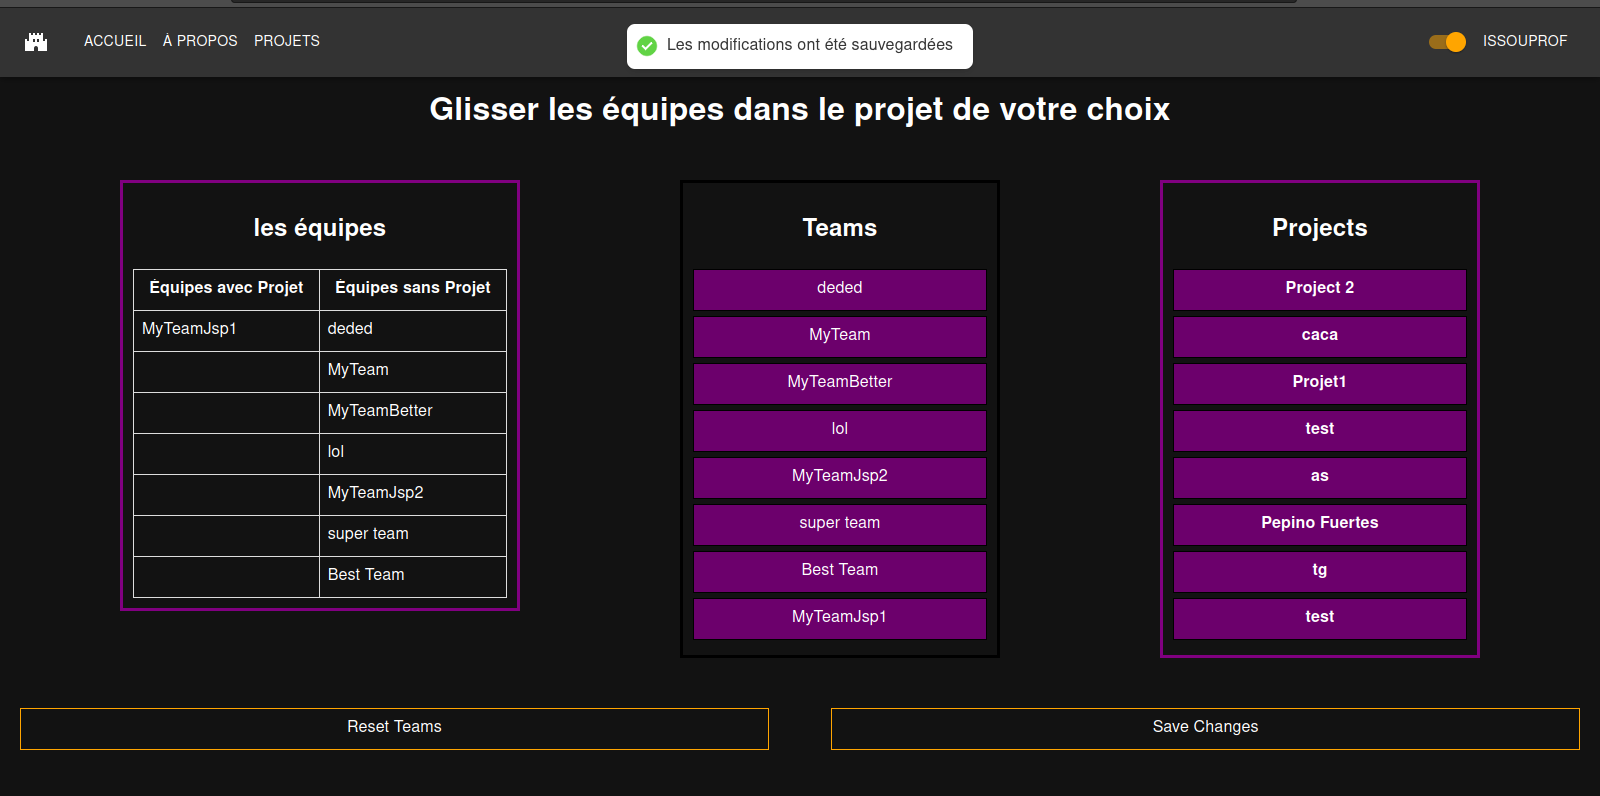 ACCUEIL À PROPOS PROJETS
Les modifications ont été sauvegardées
ISSOUPROF
Glisser les équipes dans le projet de votre choix
les équipes
Équipes avec Projet Équipes sans Projet
MyTeamJsp1 deded
MyTeam
MyTeamBetter
lol
MyTeamJsp2
super team
Best Team
Teams
deded
MyTeam
MyTeamBetter
lol
MyTeamJsp2
super team
Best Team
MyTeamJsp1
Projects
Project 2
caca
Projet1
test
as
Pepino Fuertes
tg
test
Reset Teams
Save Changes